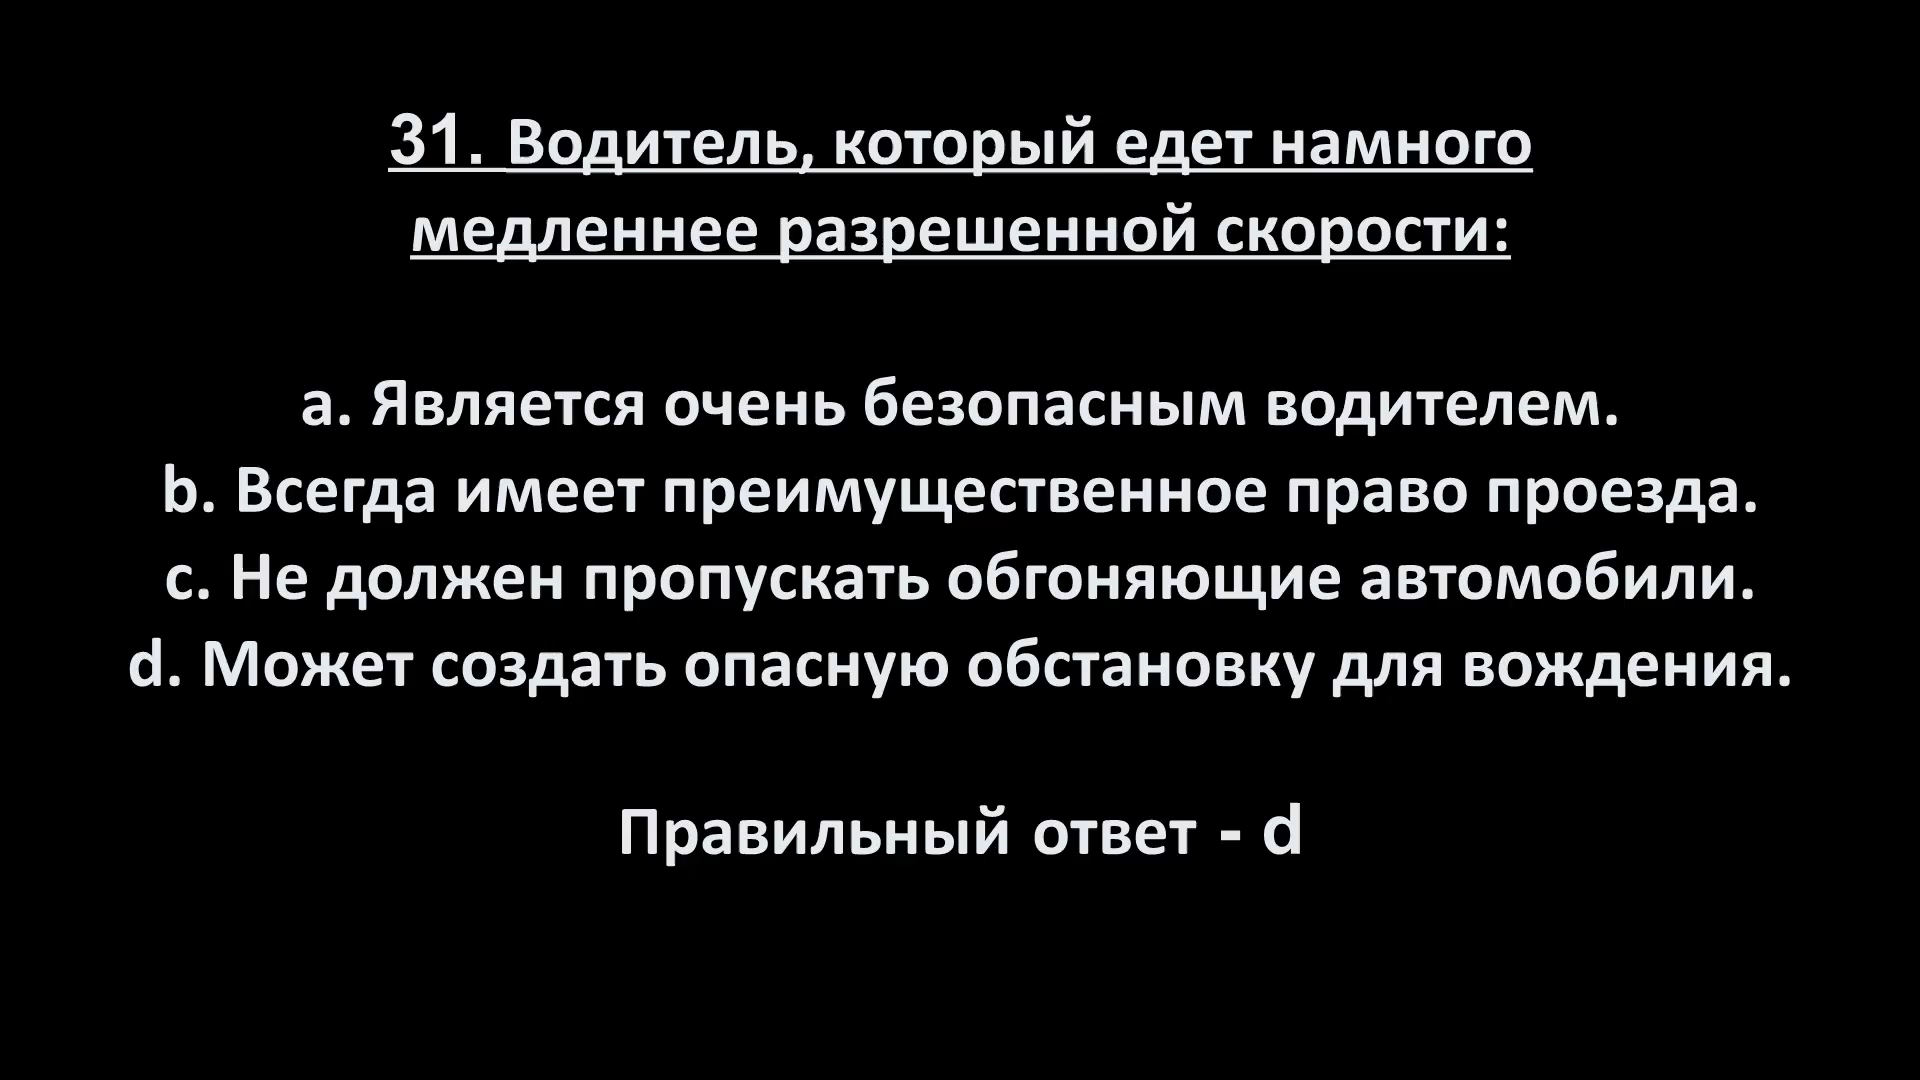 31. Водитель, который едет намного
медленнее разрешенной скорости:
a. Является очень безопасным водителем.
b. Всегда имеет преимущественное право проезда.
c. Не должен пропускать обгоняющие автомобили.
d. Может создать опасную обстановку для вождения.
Правильный ответ - d